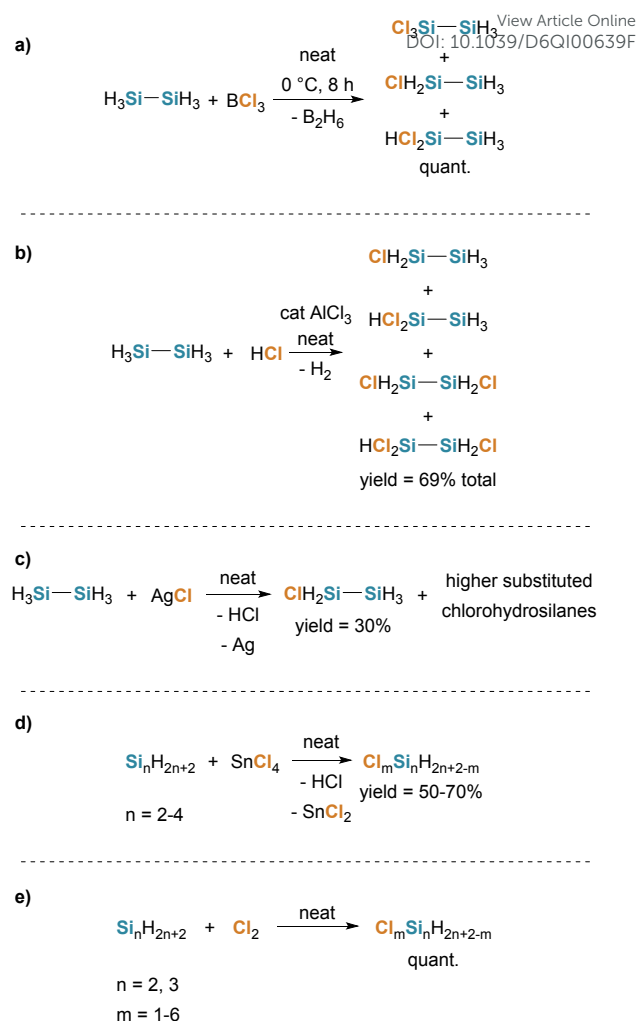 View Article Online
DOI: 10.1039/D6QI00639F
a)
Cl₃Si—SiH₃
+
H₃Si—SiH₃ + BCl₃
neat
0 °C, 8 h
- B₂H₆
ClH₂Si—SiH₃
+
HCl₂Si—SiH₃
quant.
b)
H₃Si—SiH₃ + HCl
cat AlCl₃
neat
- H₂
ClH₂Si—SiH₃
+
HCl₂Si—SiH₃
+
ClH₂Si—SiH₂Cl
+
HCl₂Si—SiH₂Cl
yield = 69% total
c)
H₃Si—SiH₃ + AgCl
neat
- HCl
- Ag
ClH₂Si—SiH₃ + higher substituted
chlorohydrosilanes
yield = 30%
d)
SiₙH₂ₙ₊₂ + SnCl₄
neat
- HCl
- SnCl₂
ClₘSiₙH₂ₙ₊₂₋ₘ
yield = 50-70%
n = 2-4
e)
SiₙH₂ₙ₊₂ + Cl₂
neat
ClₘSiₙH₂ₙ₊₂₋ₘ
quant.
n = 2, 3
m = 1-6